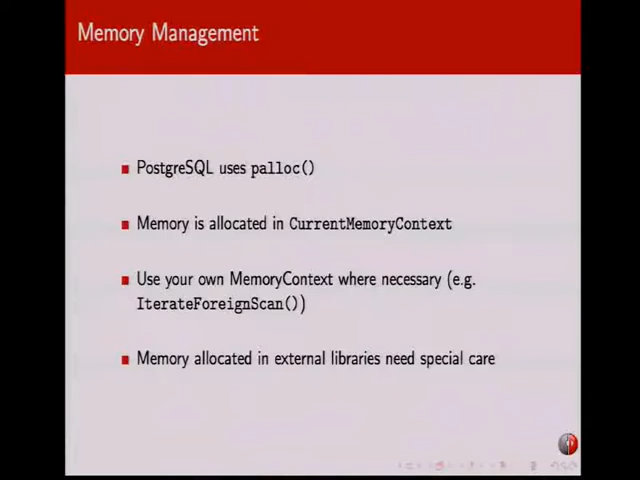 Memory Management
PostgreSQL uses palloc()
Memory is allocated in CurrentMemoryContext
Use your own MemoryContext where necessary (e.g.
IterateForeignScan())
Memory allocated in external libraries need special care